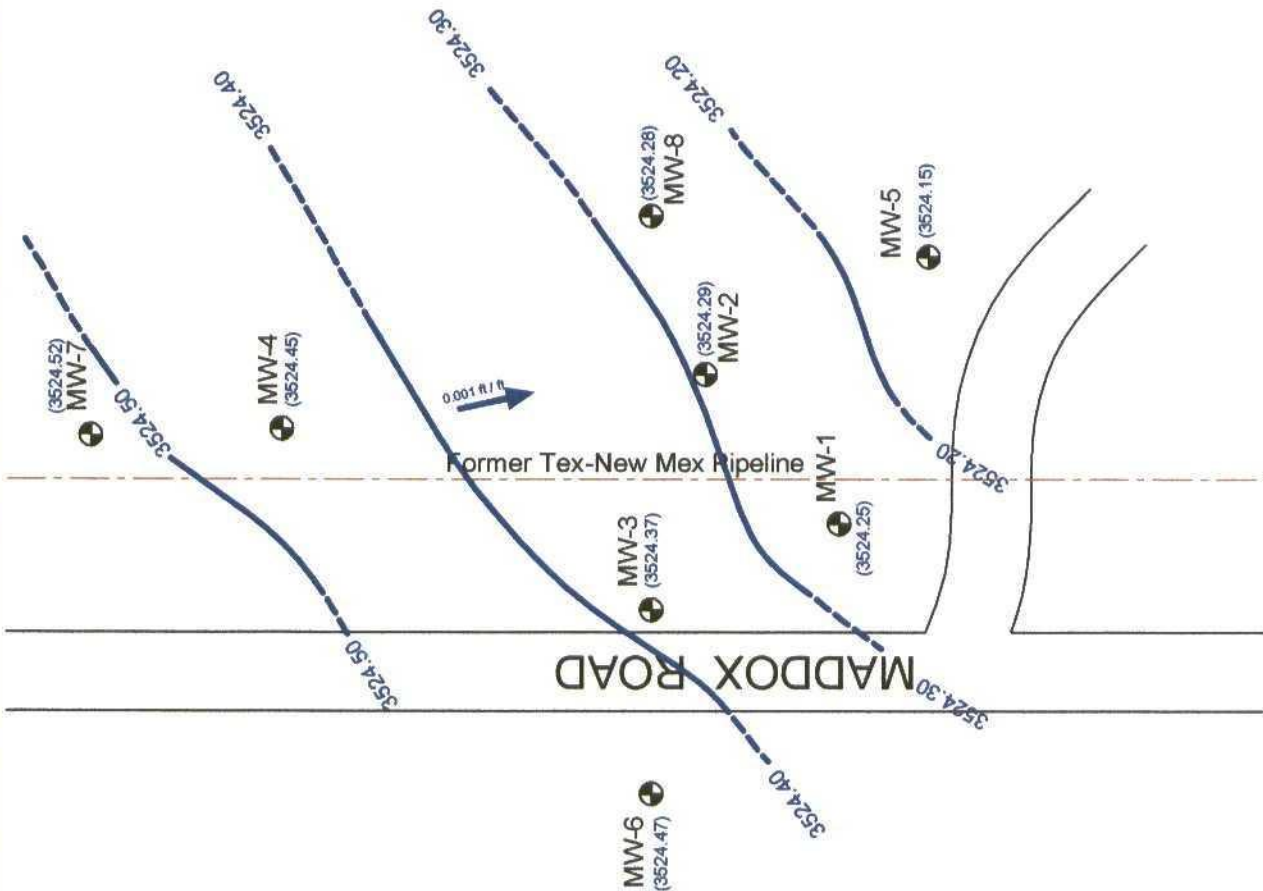 3524.30
3524.40
3524.20
(3524.28)
MW-8
MW-5
(3524.15)
(3524.52)
MW-7
MW-4
(3524.45)
3524.50
0.001 ft / ft
(3524.29)
MW-2
Former Tex-New Mex Pipeline
MW-1
(3524.25)
3524.20
MW-3
(3524.37)
3524.50
MADDOX ROAD
3524.30
3524.40
MW-6
(3524.47)